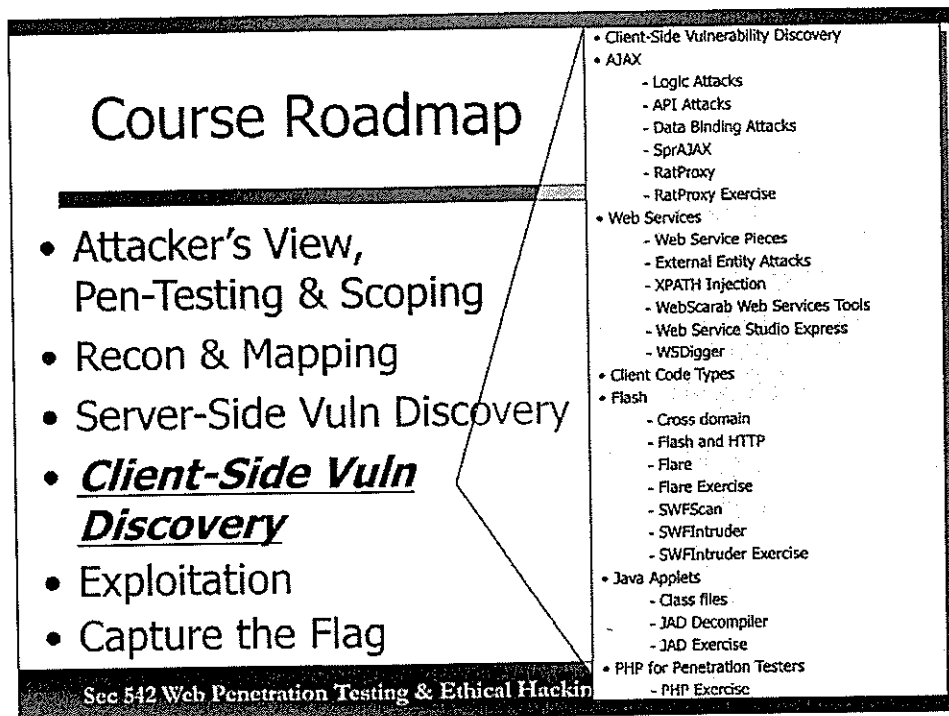 Course Roadmap
• Attacker's View,
Pen-Testing & Scoping
• Recon & Mapping
• Server-Side Vuln Discovery
• Client-Side Vuln
Discovery
• Exploitation
• Capture the Flag
• Client-Side Vulnerability Discovery
• AJAX
- Logic Attacks
- API Attacks
- Data Binding Attacks
- SprAJAX
- RatProxy
- RatProxy Exercise
• Web Services
- Web Service Pieces
- External Entity Attacks
- XPATH Injection
- WebScarab Web Services Tools
- Web Service Studio Express
- WSDigger
• Client Code Types
• Flash
- Cross domain
- Flash and HTTP
- Flare
- Flare Exercise
- SWFScan
- SWFIntruder
- SWFIntruder Exercise
• Java Applets
- Class files
- JAD Decompiler
- JAD Exercise
• PHP for Penetration Testers
- PHP Exercise
Sec 542 Web Penetration Testing & Ethical Hackin